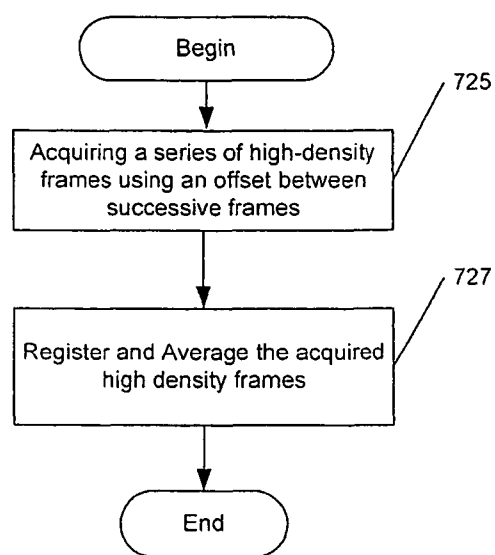 Begin
725
Acquiring a series of high-density
frames using an offset between
successive frames
727
Register and Average the acquired
high density frames
End